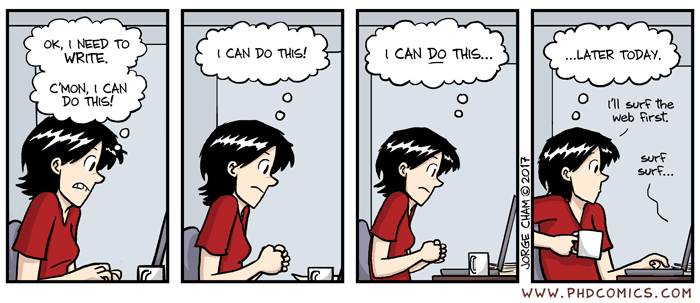 OK, I NEED TO
WRITE.
C'MON, I CAN
DO THIS!
I CAN DO THIS!
I CAN DO THIS...
...LATER TODAY.
I'll surf the
web first.
surf
surf...
JORGE CHAM © 2017
WWW.PHDCOMICS.COM